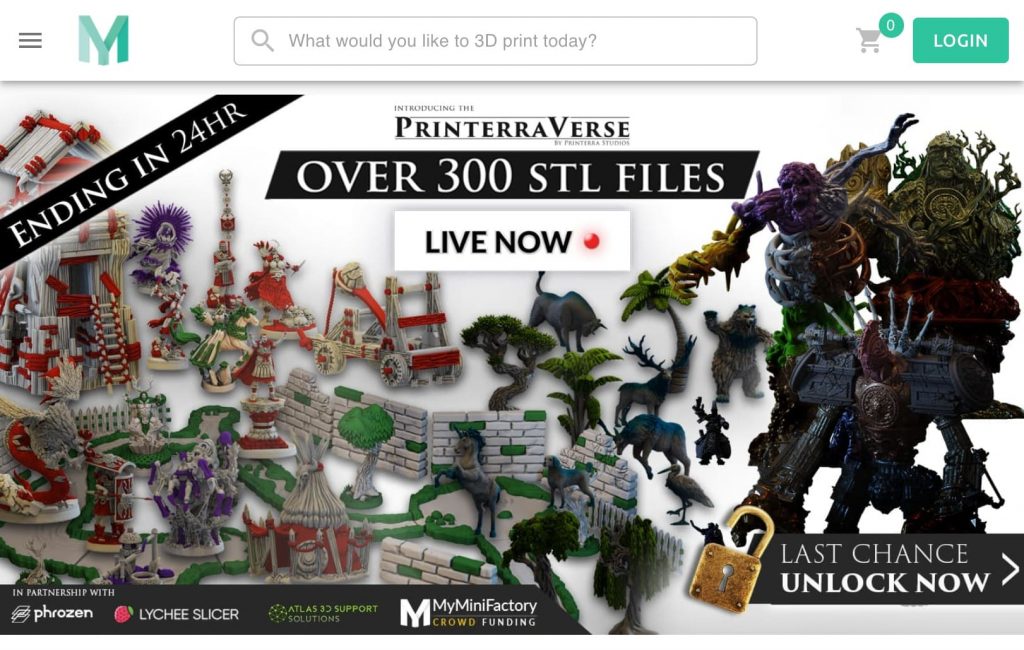 What would you like to 3D print today?
0
LOGIN
ENDING IN 24HR
INTRODUCING THE
PRINTERRAVERSE
BY PRINTERRA STUDIOS
OVER 300 STL FILES
LIVE NOW
LAST CHANCE
UNLOCK NOW
IN PARTNERSHIP WITH
phrozen
LYCHEE SLICER
ATLAS 3D SUPPORT
SOLUTIONS
MyMiniFactory
CROWD FUNDING